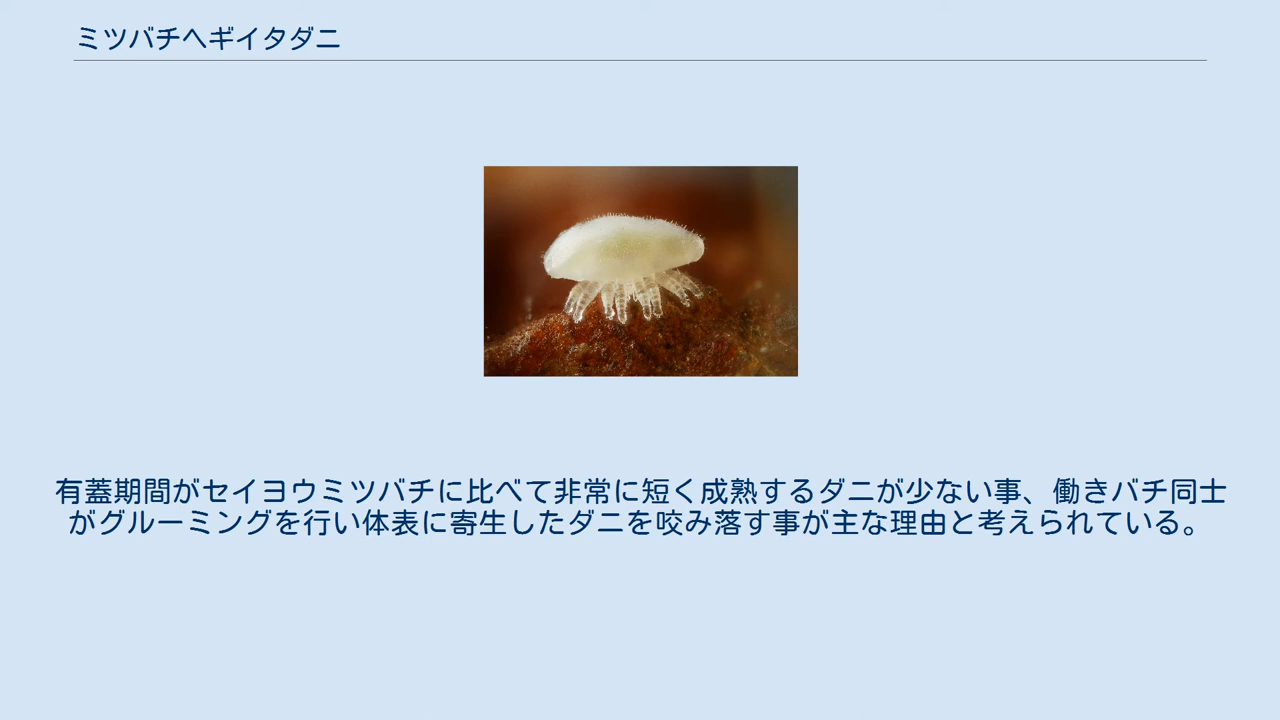 ミツバチヘギイタダニ
有蓋期間がセイヨウミツバチに比べて非常に短く成熟するダニが少ない事、働きバチ同士
がグルーミングを行い体表に寄生したダニを咬み落す事が主な理由と考えられている。